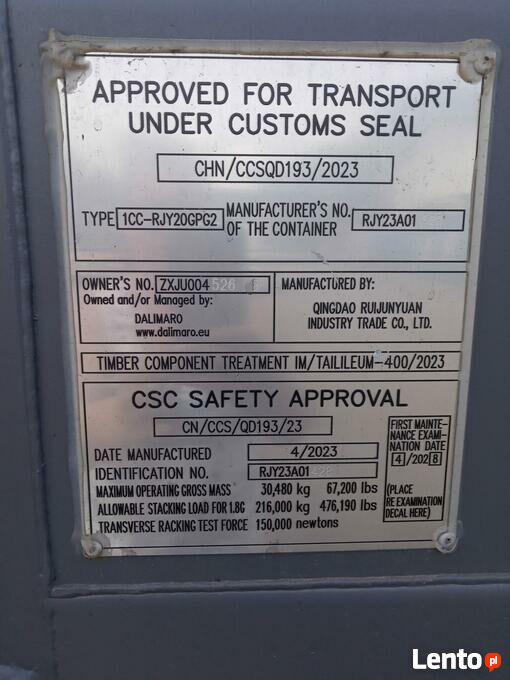 APPROVED FOR TRANSPORT
UNDER CUSTOMS SEAL
CHN/CCSQD193/2023
TYPE 1CC-RJY20GPG2 MANUFACTURER'S NO. OF THE CONTAINER RJY23A01
OWNER'S NO. ZXJU004526
Owned and/or Managed by:
DALIMARO
www.dalimaro.eu
MANUFACTURED BY:
QINGDAO RUIJUNYUAN
INDUSTRY TRADE CO., LTD.
TIMBER COMPONENT TREATMENT IM/TAILILEUM-400/2023
CSC SAFETY APPROVAL
CN/CCS/QD193/23
DATE MANUFACTURED 4/2023
IDENTIFICATION NO. RJY23A01
MAXIMUM OPERATING GROSS MASS 30,480 kg 67,200 lbs
ALLOWABLE STACKING LOAD FOR 1.8G 216,000 kg 476,190 lbs
TRANSVERSE RACKING TEST FORCE 150,000 newtons
FIRST MAINTE-
NANCE EXAMI-
NATION DATE
4/2028
(PLACE
RE EXAMINATION
DECAL HERE)
Lento.pl